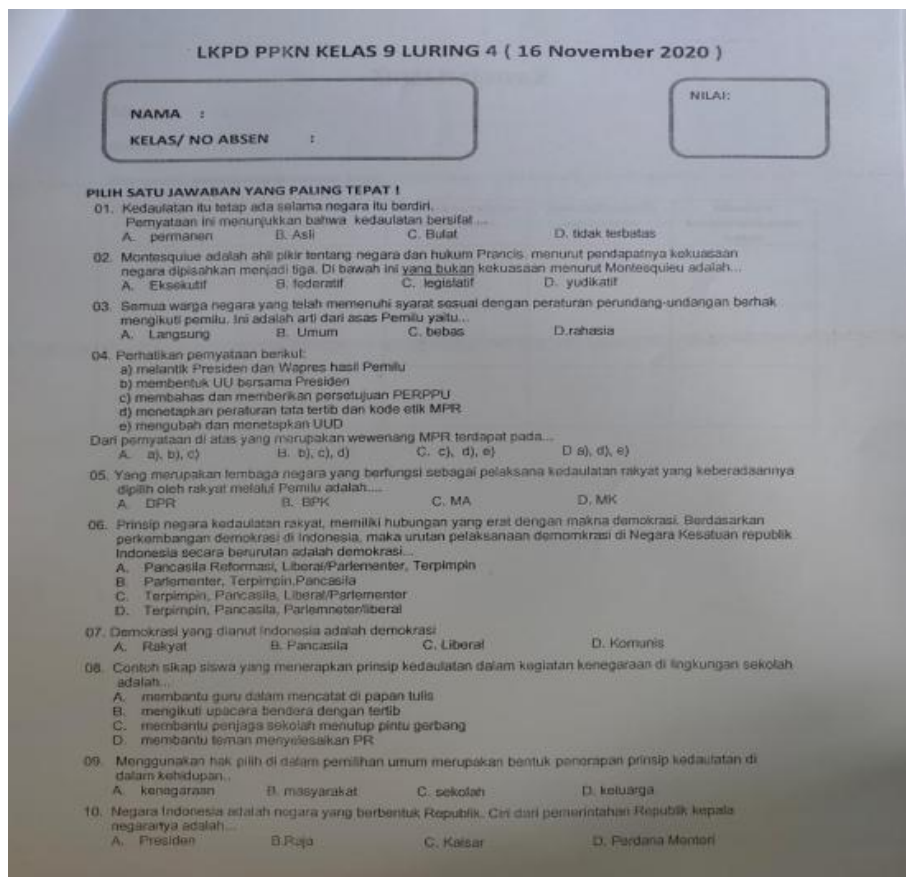 LKPD PPKN KELAS 9 LURING 4 ( 16 November 2020 )
NAMA :
KELAS/ NO ABSEN :
NILAI:
PILIH SATU JAWABAN YANG PALING TEPAT !
01. Kedaulatan itu tetap ada selama negara itu berdiri.
Pernyataan ini menunjukkan bahwa kedaulatan bersifat ...
A. permanen B. Asli C. Bulat D. tidak terbatas
02. Montesquiue adalah ahli pikir tentang negara dan hukum Prancis, menurut pendapatnya kekuasaan
negara dipisahkan menjadi tiga. Di bawah ini yang bukan kekuasaan menurut Montesquieu adalah...
A. Eksekutif B. federatif C. legislatif D. yudikatif
03. Semua warga negara yang telah memenuhi syarat sesuai dengan peraturan perundang-undangan berhak
mengikuti pemilu. Ini adalah arti dari asas Pemilu yaitu...
A. Langsung B. Umum C. bebas D.rahasia
04. Perhatikan pernyataan berikut:
a) melantik Presiden dan Wapres hasil Pemilu
b) membentuk UU bersama Presiden
c) membahas dan memberikan persetujuan PERPPU
d) menetapkan peraturan tata tertib dan kode etik MPR
e) mengubah dan menetapkan UUD
Dari pernyataan di atas yang merupakan wewenang MPR terdapat pada...
A. a), b), c) B. b), c), d) C. c), d), e) D a), d), e)
05. Yang merupakan lembaga negara yang berfungsi sebagai pelaksana kedaulatan rakyat yang keberadaannya
dipilih oleh rakyat melalui Pemilu adalah....
A. DPR B. BPK C. MA D. MK
06. Prinsip negara kedaulatan rakyat, memiliki hubungan yang erat dengan makna demokrasi. Berdasarkan
perkembangan demokrasi di Indonesia, maka urutan pelaksanaan demomkrasi di Negara Kesatuan republik
Indonesia secara berurutan adalah demokrasi...
A. Pancasila Reformasi, Liberal/Parlementer, Terpimpin
B. Parlementer, Terpimpin,Pancasila
C. Terpimpin, Pancasila, Liberal/Parlementer
D. Terpimpin, Pancasila, Parlemneter/liberal
07. Demokrasi yang dianut Indonesia adalah demokrasi
A. Rakyat B. Pancasila C. Liberal D. Komunis
08. Contoh sikap siswa yang menerapkan prinsip kedaulatan dalam kegiatan kenegaraan di lingkungan sekolah
adalah...
A. membantu guru dalam mencatat di papan tulis
B. mengikuti upacara bendera dengan tertib
C. membantu penjaga sekolah menutup pintu gerbang
D. membantu teman menyelesaikan PR
09. Menggunakan hak pilih di dalam pemilihan umum merupakan bentuk penerapan prinsip kedaulatan di
dalam kehidupan..
A. kenegaraan B. masyarakat C. sekolah D. keluarga
10. Negara Indonesia adalah negara yang berbentuk Republik. Ciri dari pemerintahan Republik kepala
negaranya adalah...
A. Presiden B.Raja C. Kaisar D. Perdana Menteri